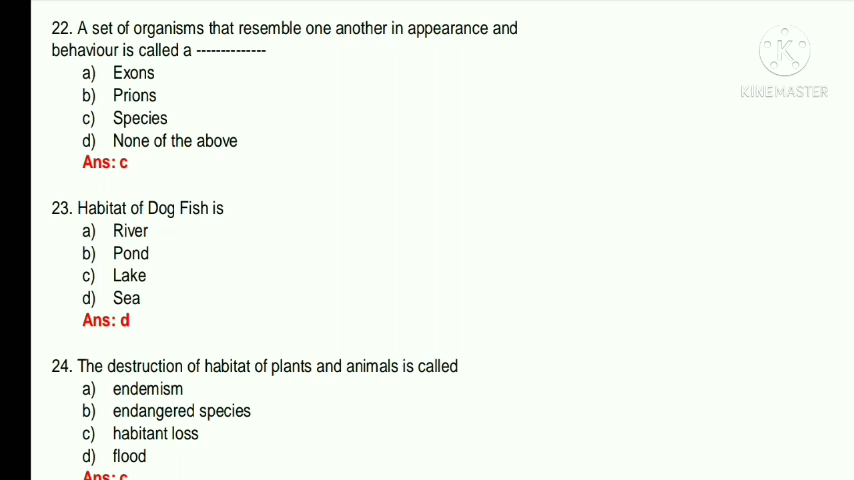 22. A set of organisms that resemble one another in appearance and
behaviour is called a --------------
a) Exons
b) Prions
c) Species
d) None of the above
Ans: c
23. Habitat of Dog Fish is
a) River
b) Pond
c) Lake
d) Sea
Ans: d
24. The destruction of habitat of plants and animals is called
a) endemism
b) endangered species
c) habitant loss
d) flood
Ans: c
K
KINEMASTER